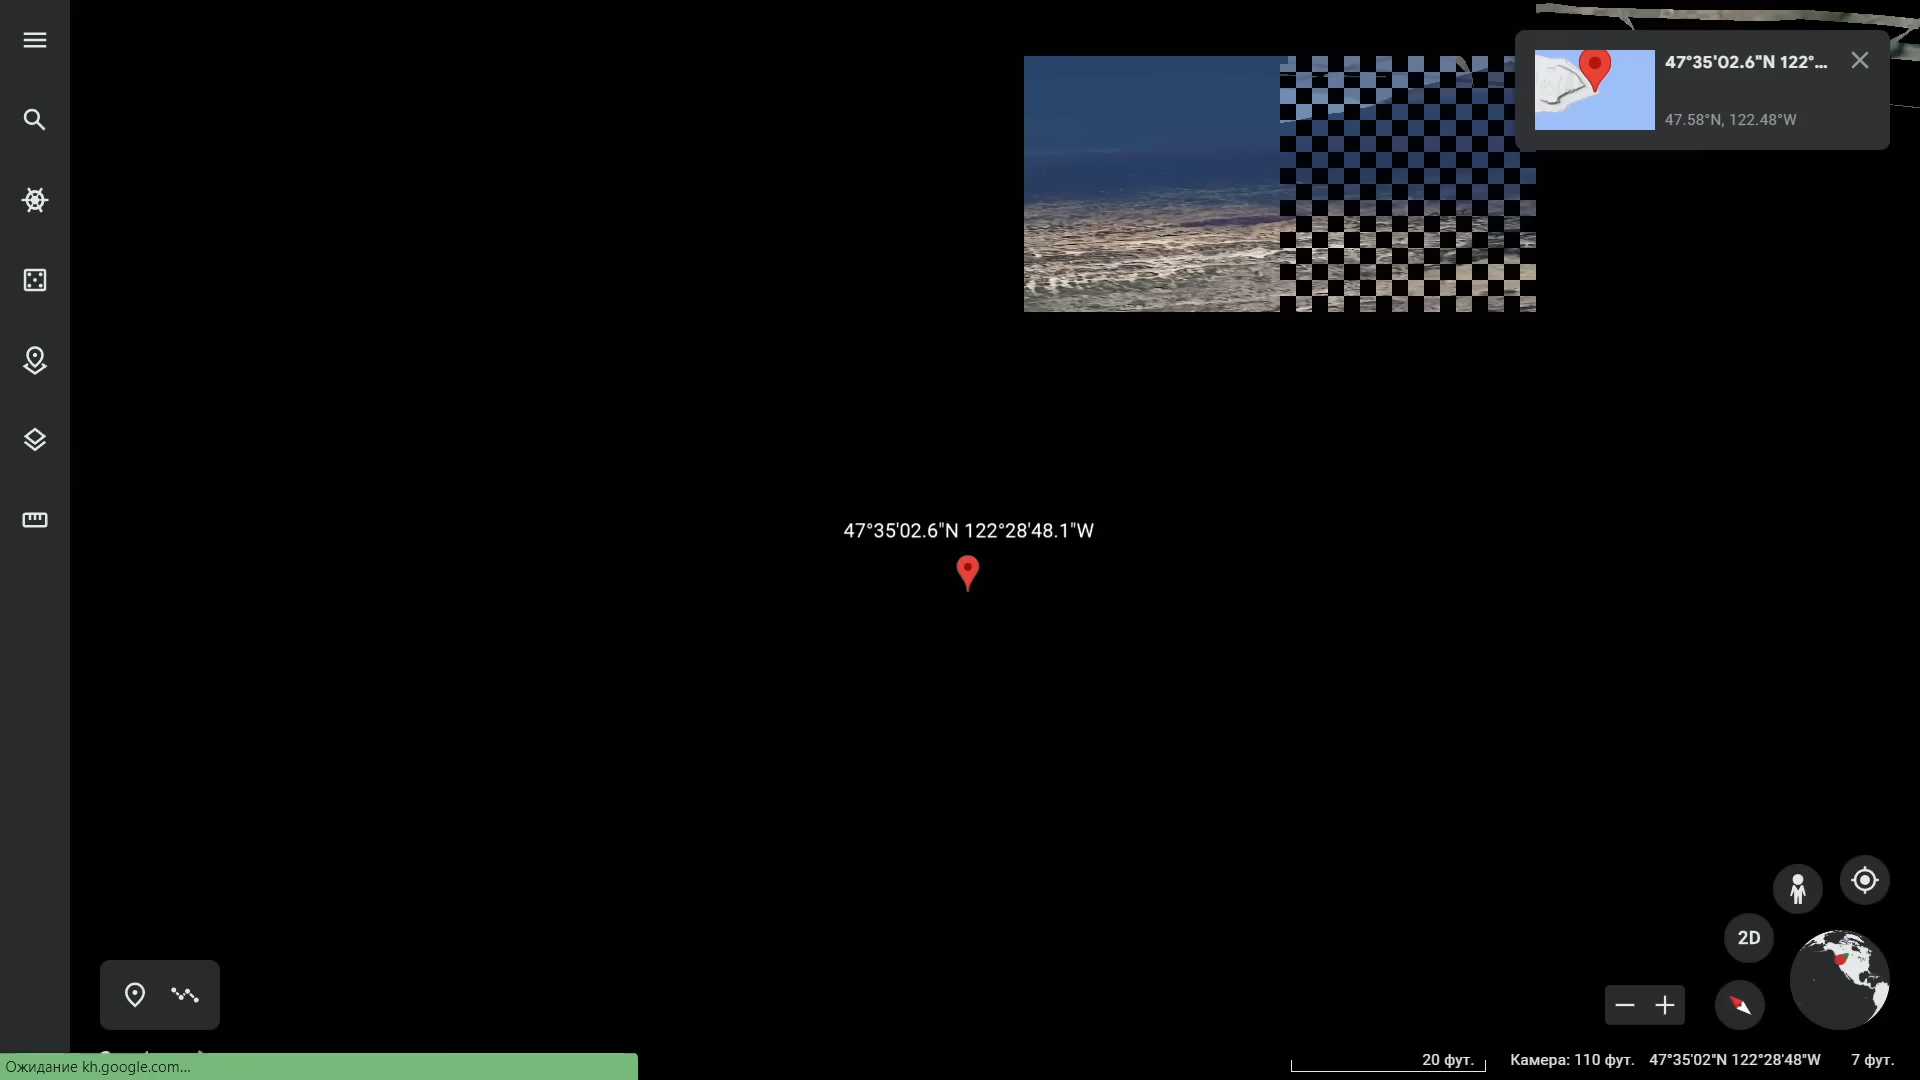 47°35'02.6"N 122°...
47.58°N, 122.48°W
47°35'02.6"N 122°28'48.1"W
2D
20 фут.
Камера: 110 фут.
47°35'02"N 122°28'48"W
7 фут.
Ожидание kh.google.com...